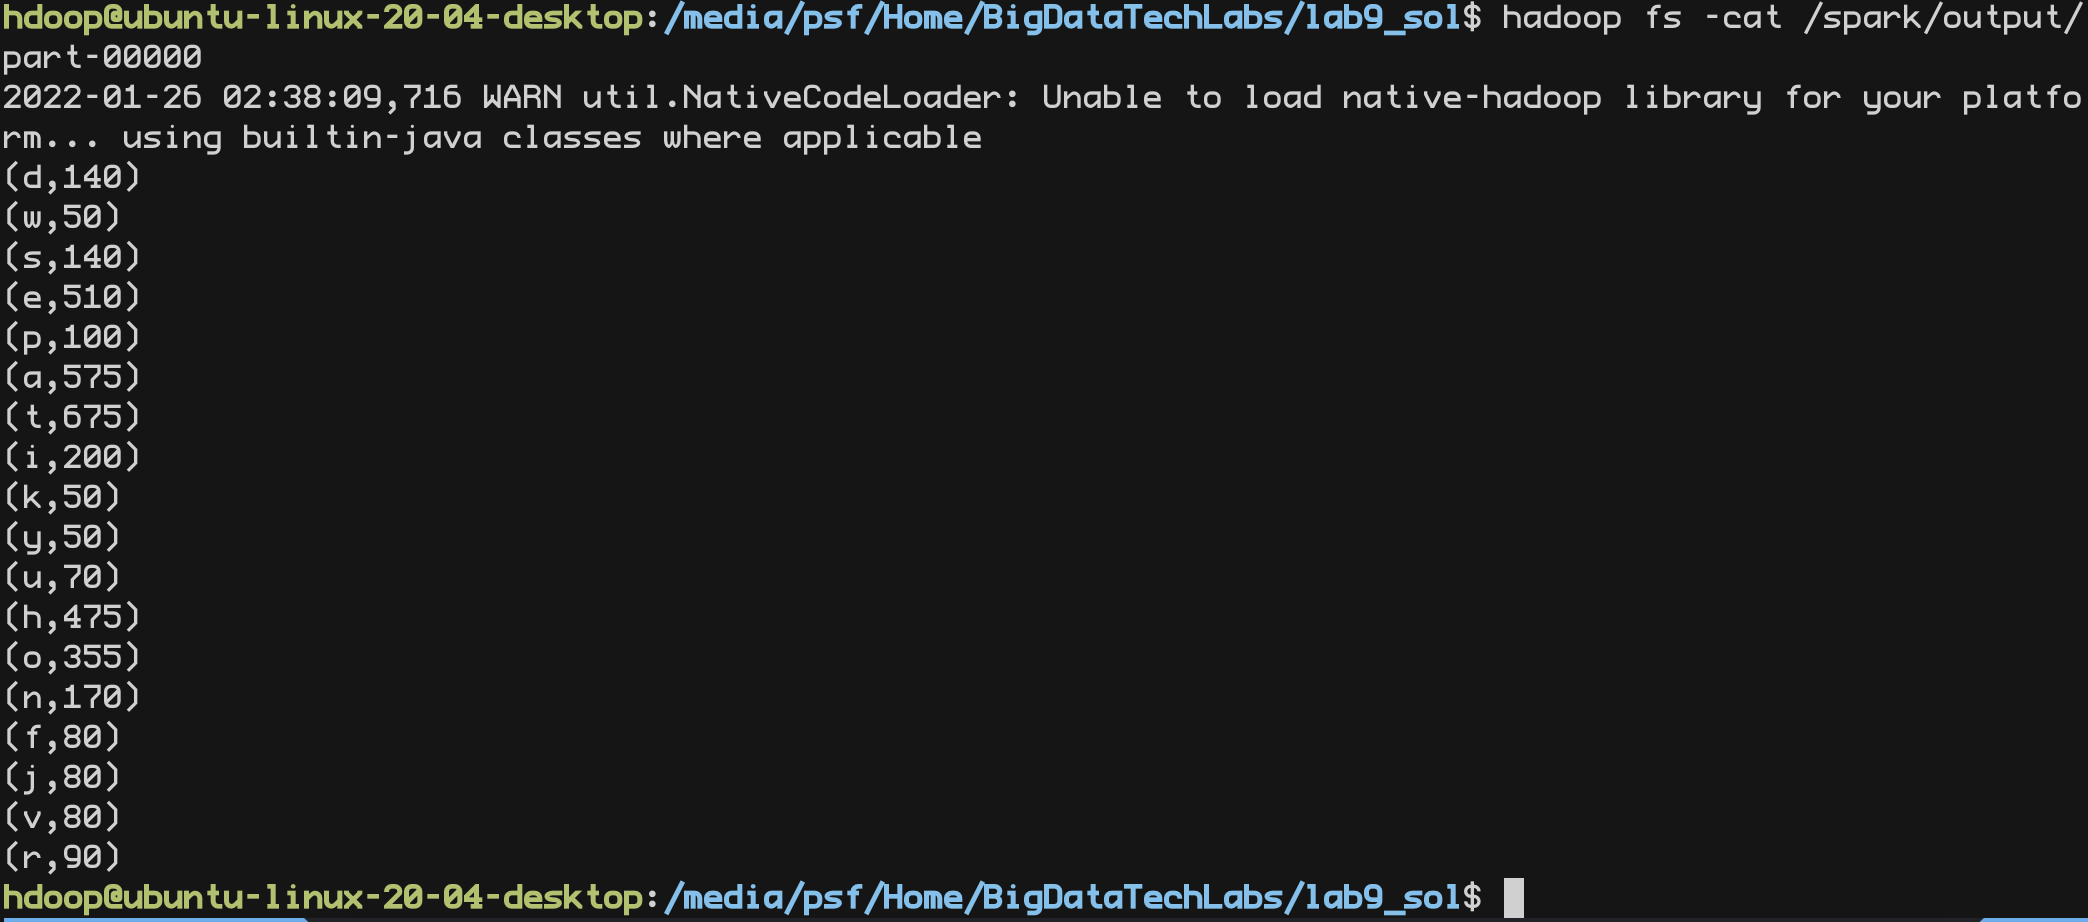 hdoop@ubuntu-linux-20-04-desktop:/media/psf/Home/BigDataTechLabs/lab9_sol$ hadoop fs -cat /spark/output/
part-00000
2022-01-26 02:38:09,716 WARN util.NativeCodeLoader: Unable to load native-hadoop library for your platfo
rm... using builtin-java classes where applicable
(d,140)
(w,50)
(s,140)
(e,510)
(p,100)
(a,575)
(t,675)
(i,200)
(k,50)
(y,50)
(u,70)
(h,475)
(o,355)
(n,170)
(f,80)
(j,80)
(v,80)
(r,90)
hdoop@ubuntu-linux-20-04-desktop:/media/psf/Home/BigDataTechLabs/lab9_sol$